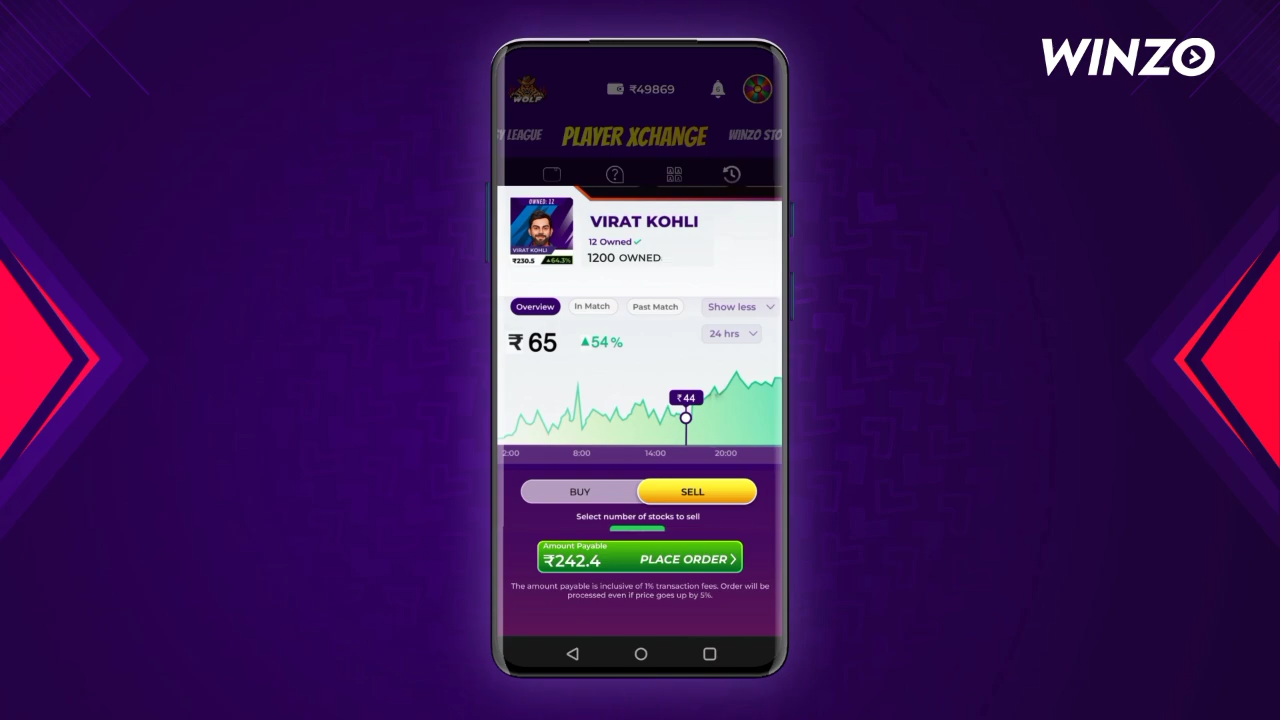 WINZO
WOLF
₹49869
Y LEAGUE
PLAYER XCHANGE
WINZO STO
OWNED: 12
VIRAT KOHLI
₹230.5
▲64.3%
VIRAT KOHLI
12 Owned
1200 OWNED
Overview
In Match
Past Match
Show less
₹ 65
▲54 %
24 hrs
₹44
2:00
8:00
14:00
20:00
BUY
SELL
Select number of stocks to sell
Amount Payable
₹242.4
PLACE ORDER
The amount payable is inclusive of 1% transaction fees. Order will be
processed even if price goes up by 5%.